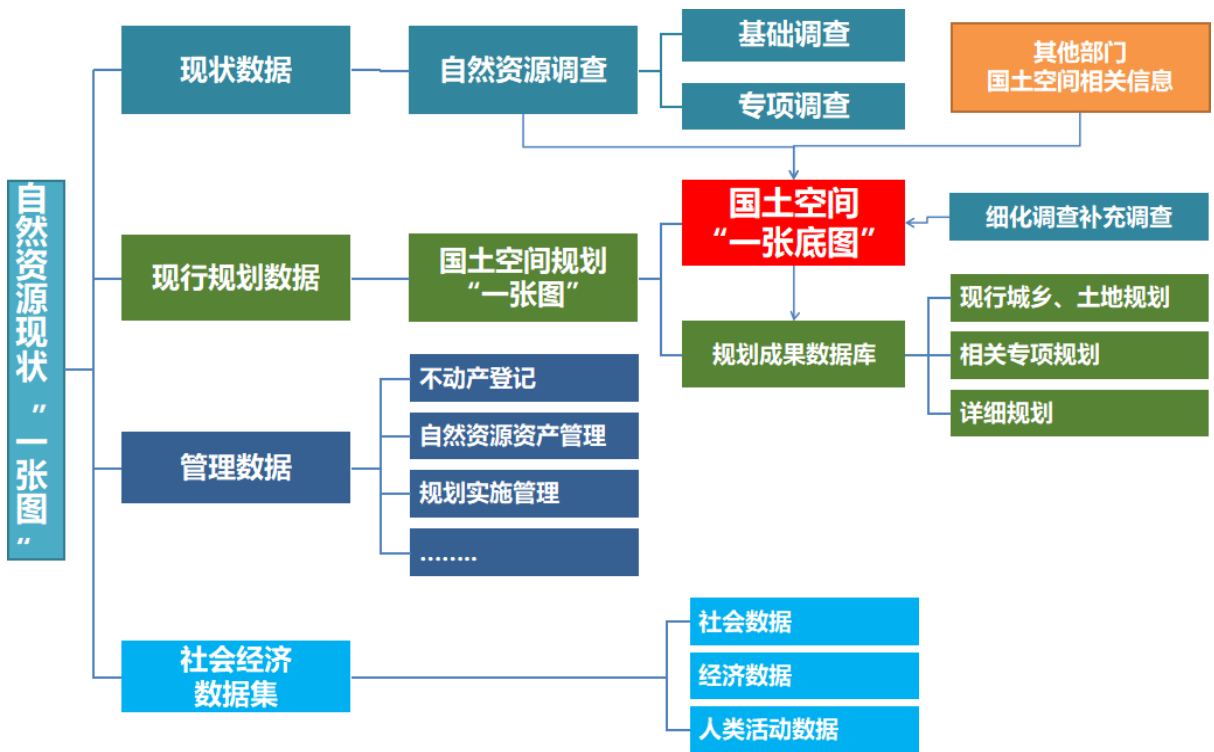 自然资源现状“一张图”
现状数据
自然资源调查
基础调查
专项调查
其他部门
国土空间相关信息
现行规划数据
国土空间规划
“一张图”
国土空间
“一张底图”
细化调查补充调查
规划成果数据库
现行城乡、土地规划
相关专项规划
详细规划
管理数据
不动产登记
自然资源资产管理
规划实施管理
........
社会经济
数据集
社会数据
经济数据
人类活动数据